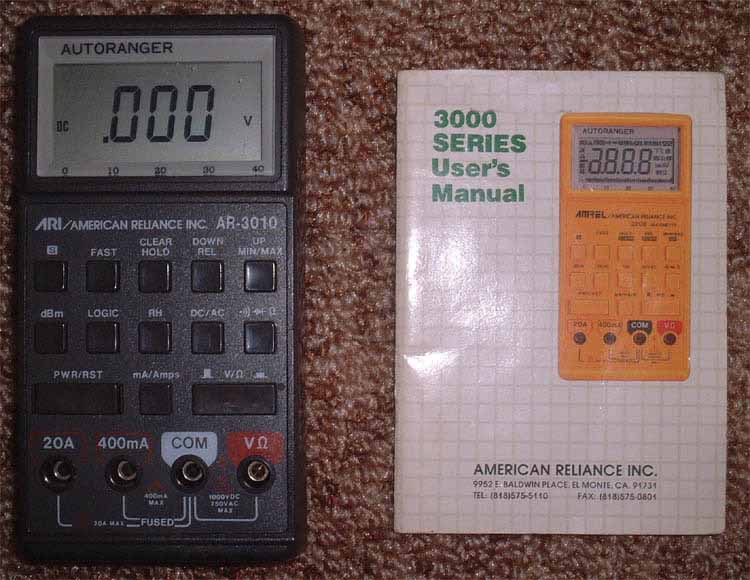 AUTORANGER
DC .000 V
0 10 20 30 40
ARI/AMERICAN RELIANCE INC. AR-3010
CLEAR DOWN UP
FAST HOLD REL MIN/MAX
dBm LOGIC RH DC/AC Ω
PWR/RST mA/Amps V/Ω
20A 400mA COM VΩ
400mA 1000VDC
MAX 750VAC
MAX
20A MAX FUSED
3000
SERIES
User's
Manual
AUTORANGER
AMREL/AMERICAN RELIANCE INC.
20A 400mA COM VΩ
AMERICAN RELIANCE INC.
9952 E. BALDWIN PLACE, EL MONTE, CA. 91731
TEL: (818)575-5110 FAX: (818)575-0801